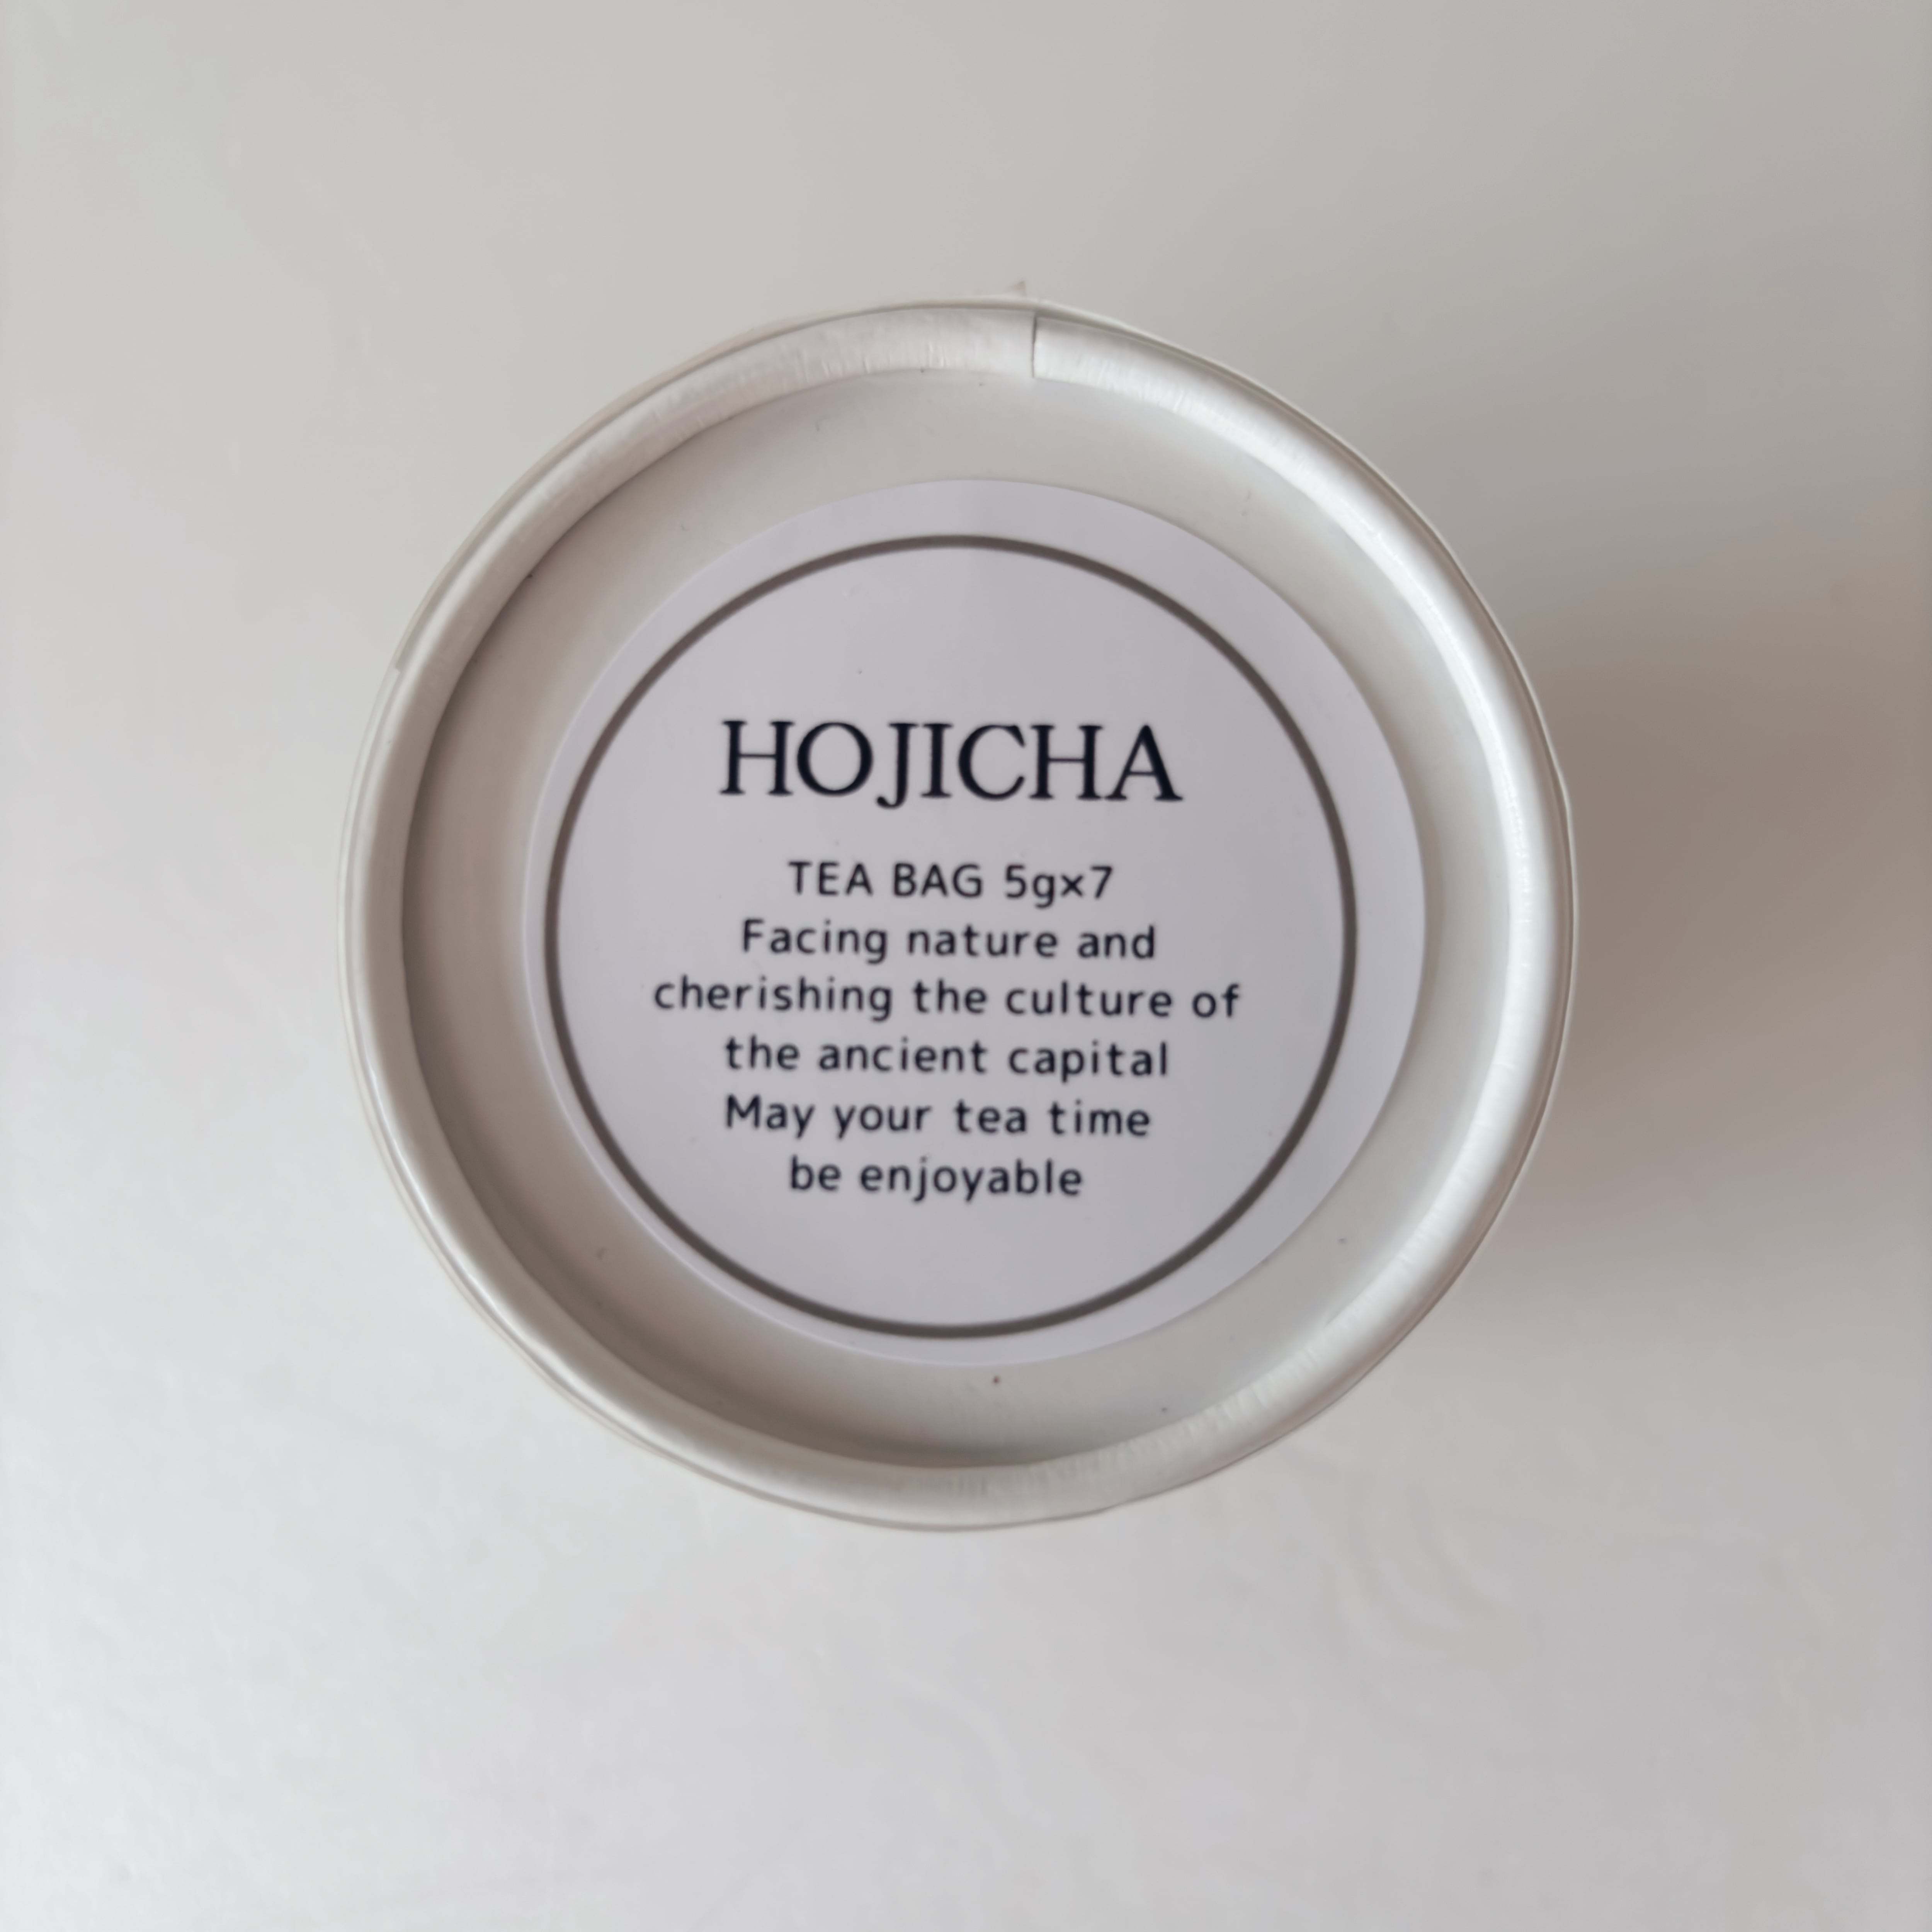 HOJICHA
TEA BAG 5g×7
Facing nature and
cherishing the culture of
the ancient capital
May your tea time
be enjoyable